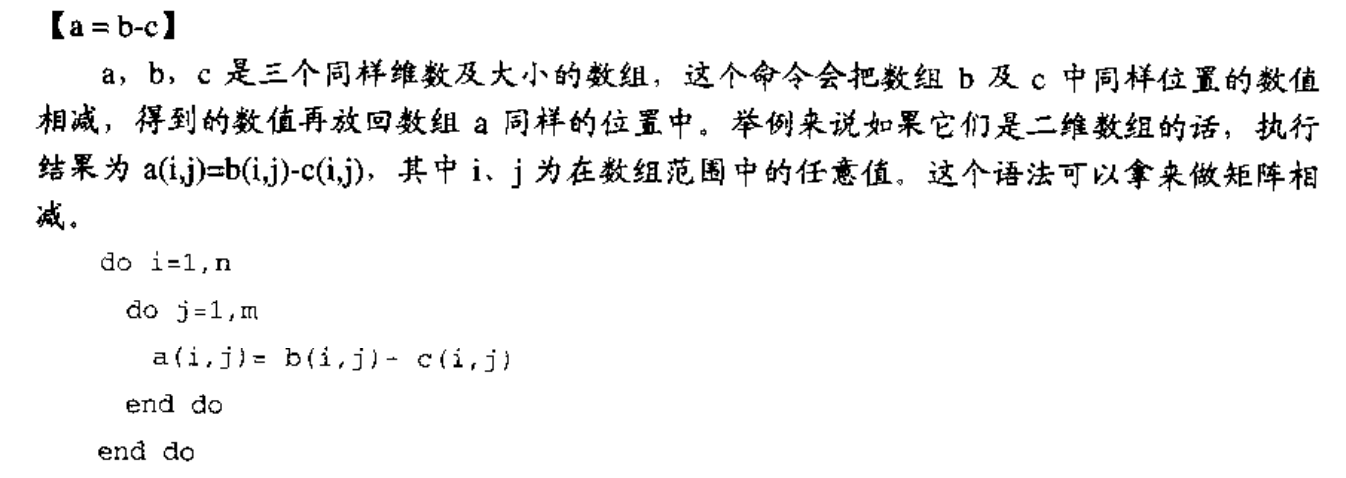 【a = b-c】
a，b，c 是三个同样维数及大小的数组，这个命令会把数组 b 及 c 中同样位置的数值
相减，得到的数值再放回数组 a 同样的位置中。举例来说如果它们是二维数组的话，执行
结果为 a(i,j)=b(i,j)-c(i,j)，其中 i、j 为在数组范围中的任意值。这个语法可以拿来做矩阵相
减。
do i=1,n
do j=1,m
a(i,j)= b(i,j)- c(i,j)
end do
end do